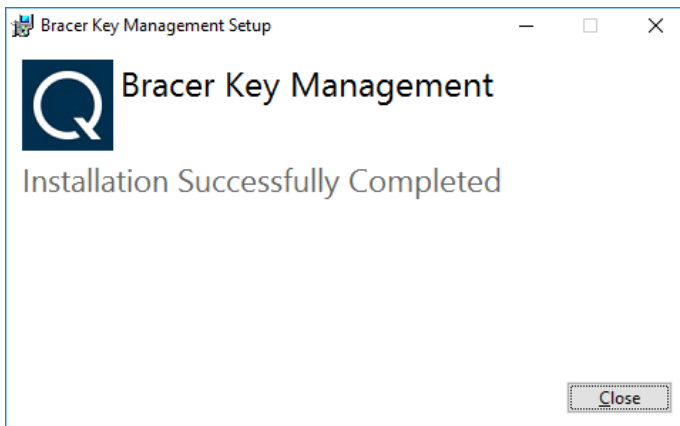 Bracer Key Management Setup
Bracer Key Management
Installation Successfully Completed
Close